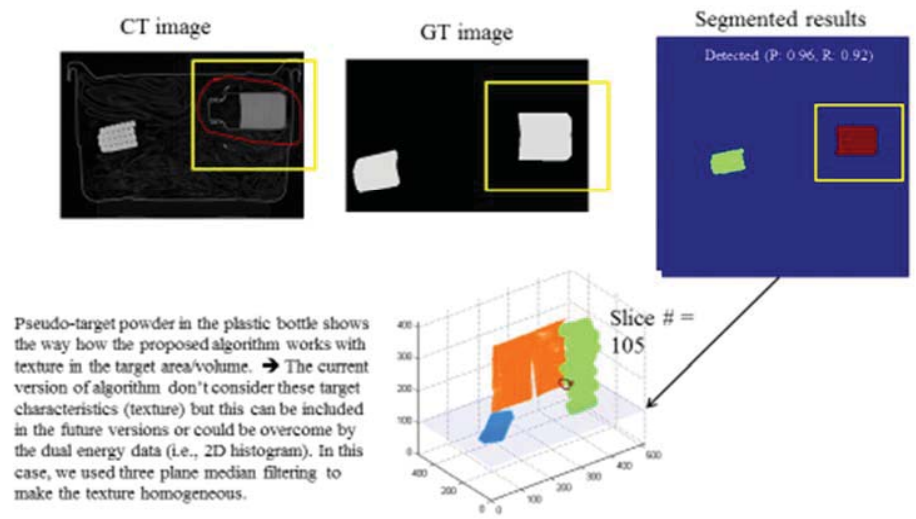 CT image
GT image
Segmented results
Detected (P: 0.96, R: 0.92)
Pseudo-target powder in the plastic bottle shows
the way how the proposed algorithm works with
texture in the target area/volume. ➔ The current
version of algorithm don't consider these target
characteristics (texture) but this can be included
in the future versions or could be overcome by
the dual energy data (i.e., 2D histogram). In this
case, we used three plane median filtering to
make the texture homogeneous.
Slice # =
105
400
300
200
100
0
400
200
0
0
100
200
300
400
500